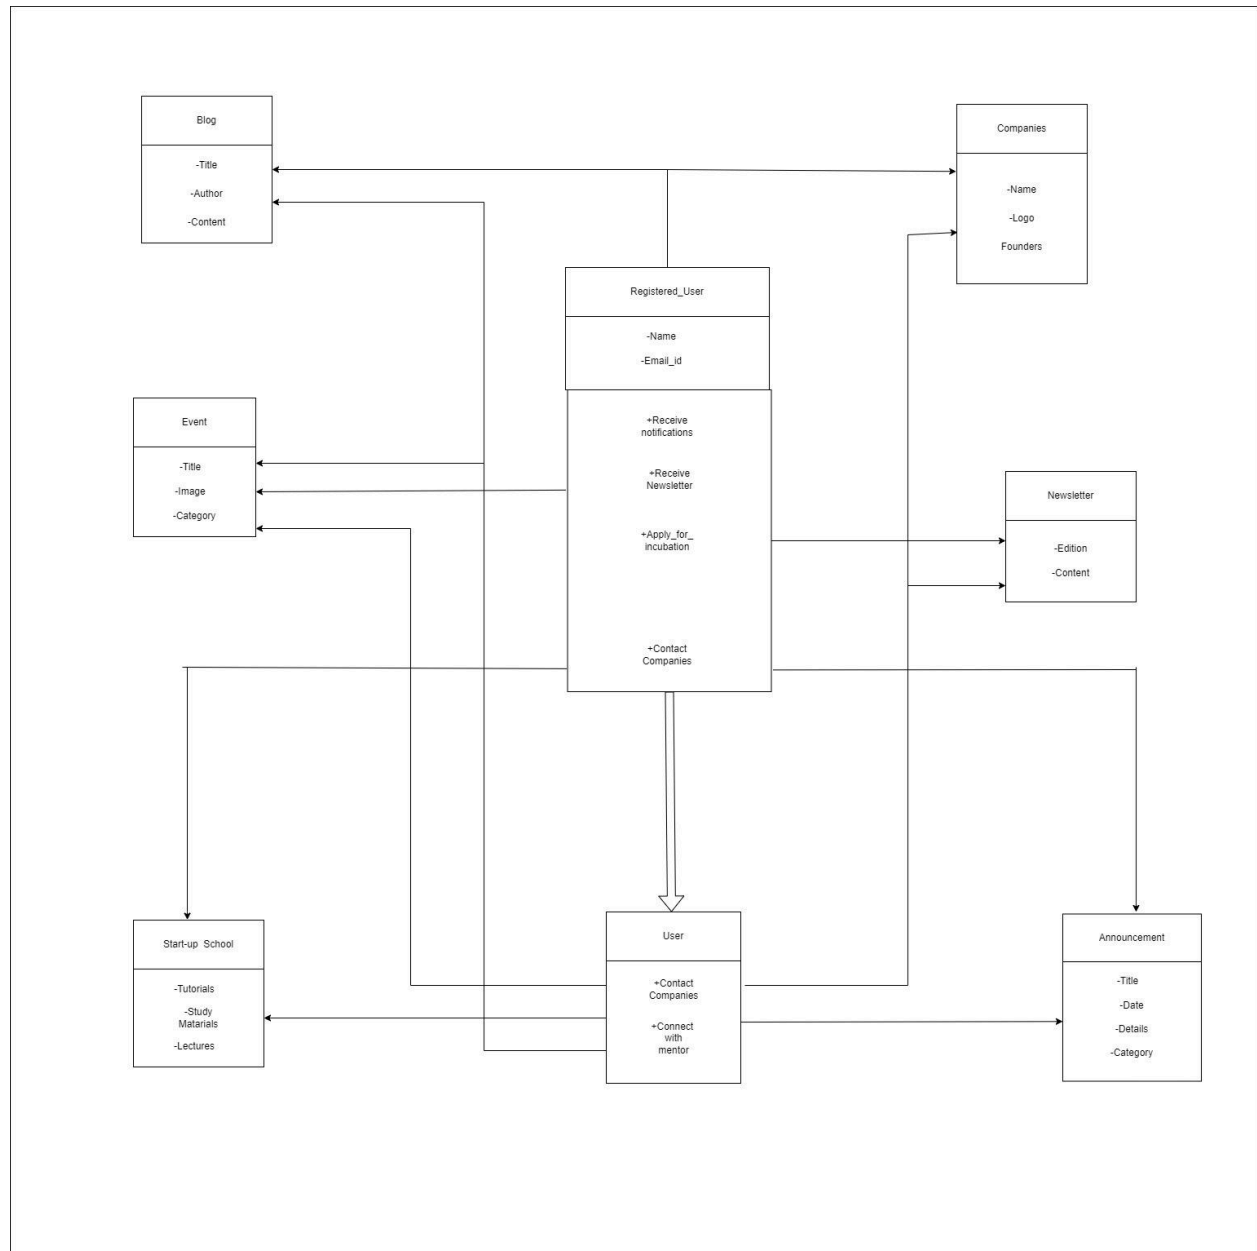 Blog
-Title
-Author
-Content
Companies
-Name
-Logo
Founders
Registered_User
-Name
-Email_id
+Receive
notifications
+Receive
Newsletter
+Apply_for_
incubation
+Contact
Companies
Event
-Title
-Image
-Category
Newsletter
-Edition
-Content
Start-up School
-Tutorials
-Study
Matarials
-Lectures
User
+Contact
Companies
+Connect
with
mentor
Announcement
-Title
-Date
-Details
-Category